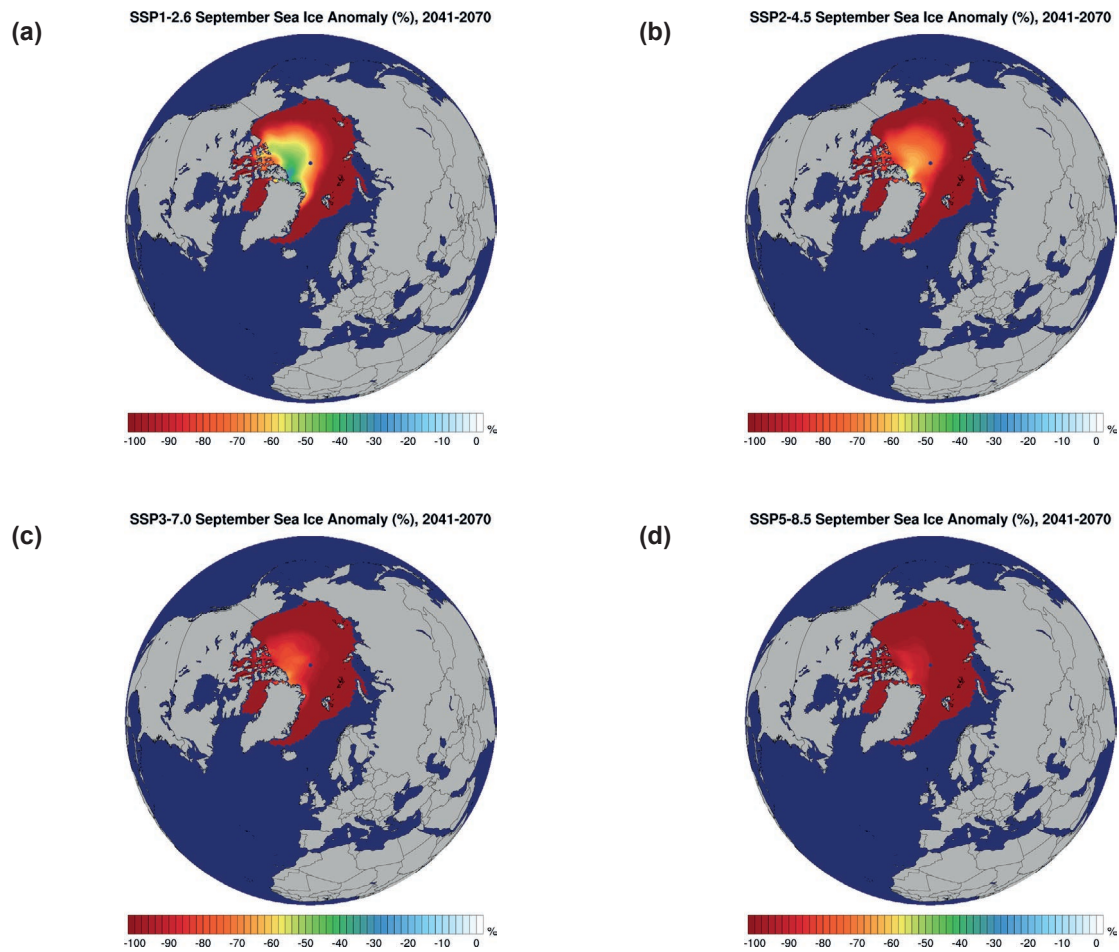 (a)
SSP1-2.6 September Sea Ice Anomaly (%), 2041-2070
-100 -90 -80 -70 -60 -50 -40 -30 -20 -10 0 %
(b)
SSP2-4.5 September Sea Ice Anomaly (%), 2041-2070
-100 -90 -80 -70 -60 -50 -40 -30 -20 -10 0 %
(c)
SSP3-7.0 September Sea Ice Anomaly (%), 2041-2070
-100 -90 -80 -70 -60 -50 -40 -30 -20 -10 0 %
(d)
SSP5-8.5 September Sea Ice Anomaly (%), 2041-2070
-100 -90 -80 -70 -60 -50 -40 -30 -20 -10 0 %